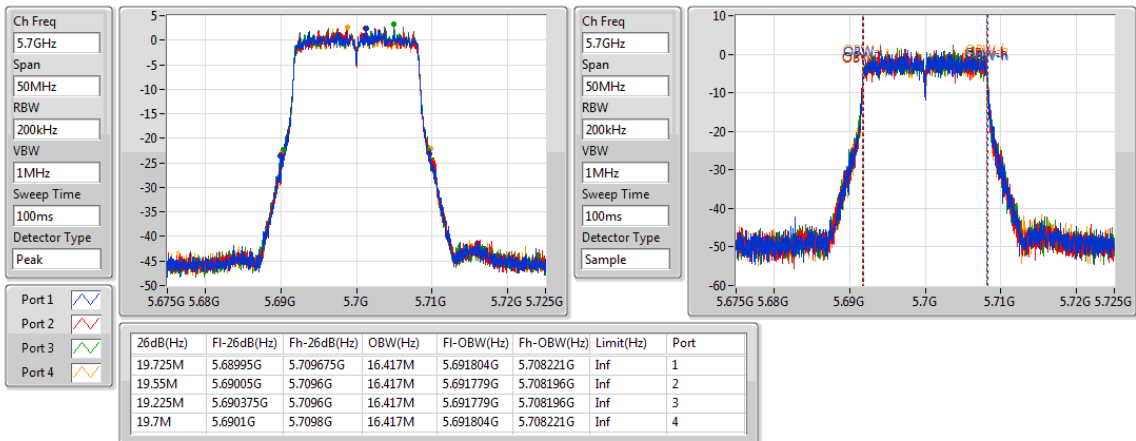 Ch Freq
5.7GHz
Span
50MHz
RBW
200kHz
VBW
1MHz
Sweep Time
100ms
Detector Type
Peak
5
0
-5
-10
-15
-20
-25
-30
-35
-40
-45
-50
5.675G 5.68G 5.69G 5.7G 5.71G 5.72G 5.725G
Ch Freq
5.7GHz
Span
50MHz
RBW
200kHz
VBW
1MHz
Sweep Time
100ms
Detector Type
Sample
10
0
-10
-20
-30
-40
-50
-60
5.675G 5.68G 5.69G 5.7G 5.71G 5.72G 5.725G
Port 1
Port 2
Port 3
Port 4
26dB(Hz) Fl-26dB(Hz) Fh-26dB(Hz) OBW(Hz) Fl-OBW(Hz) Fh-OBW(Hz) Limit(Hz) Port
19.725M 5.68995G 5.709675G 16.417M 5.691804G 5.708221G Inf 1
19.55M 5.69005G 5.7096G 16.417M 5.691779G 5.708196G Inf 2
19.225M 5.690375G 5.7096G 16.417M 5.691779G 5.708196G Inf 3
19.7M 5.6901G 5.7098G 16.417M 5.691804G 5.708221G Inf 4